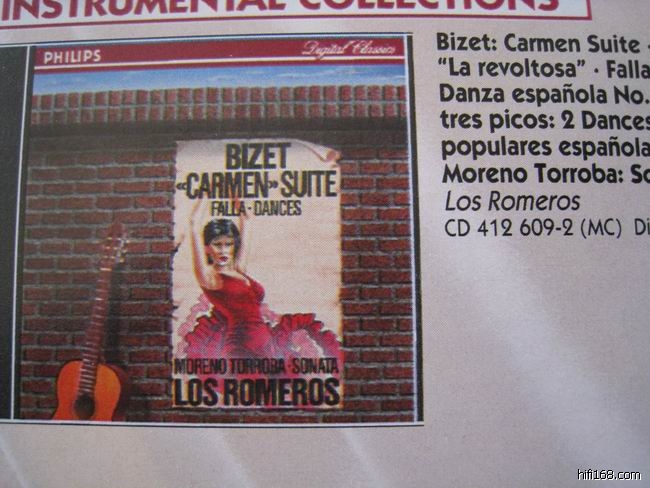 INSTRUMENTAL COLLECTIONS
PHILIPS
Digital Classics
BIZET
«CARMEN» SUITE
FALLA · DANCES
MORENO TORROBA · SONATA
LOS ROMEROS
Bizet: Carmen Suite ·
"La revoltosa" · Falla
Danza española No.
tres picos: 2 Dances
populares española
Moreno Torroba: So
Los Romeros
CD 412 609-2 (MC) Di
hifi168.com